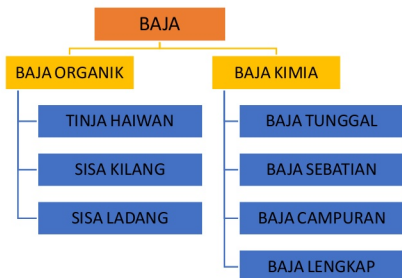 BAJA
BAJA ORGANIK
BAJA KIMIA
TINJA HAIWAN
BAJA TUNGGAL
SISA KILANG
BAJA SEBATIAN
SISA LADANG
BAJA CAMPURAN
BAJA LENGKAP